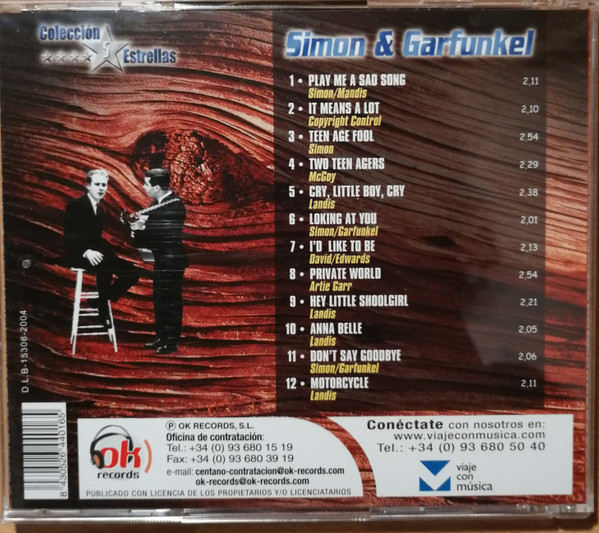 Colección
5
Estrellas
Simon & Garfunkel
1 • PLAY ME A SAD SONG 2,11
Simon/Mandis
2 • IT MEANS A LOT 2,10
Copyright Control
3 • TEEN AGE FOOL 2,54
Simon
4 • TWO TEEN AGERS 2,29
McCoy
5 • CRY, LITTLE BOY, CRY 2,38
Landis
6 • LOKING AT YOU 2,01
Simon/Garfunkel
7 • I'D LIKE TO BE 2,13
David/Edwards
8 • PRIVATE WORLD 2,54
Artie Garr
9 • HEY LITTLE SHOOLGIRL 2,21
Landis
10 • ANNA BELLE 2,05
Landis
11 • DON'T SAY GOODBYE 2,06
Simon/Garfunkel
12 • MOTORCYCLE 2,11
Landis
D.L.B-15306-2004
8 430526 440165
ok
records
℗ OK RECORDS, S.L.
Oficina de contratación:
Tel.: +34 (0) 93 680 15 19
Fax: +34 (0) 93 680 39 19
e-mail: centano-contratacion@ok-records.com
ok-records@ok-records.com
PUBLICADO CON LICENCIA DE LOS PROPIETARIOS Y/O LICENCIATARIOS
Conéctate con nosotros en:
www.viajeconmusica.com
Tel.: +34 (0) 93 680 50 40
viaje
con
música